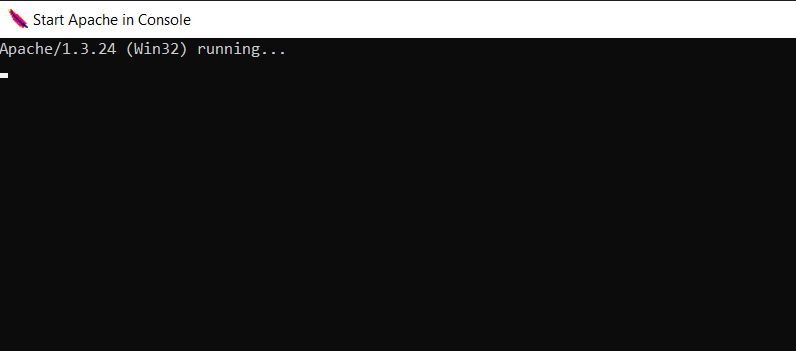 Start Apache in Console
Apache/1.3.24 (Win32) running...